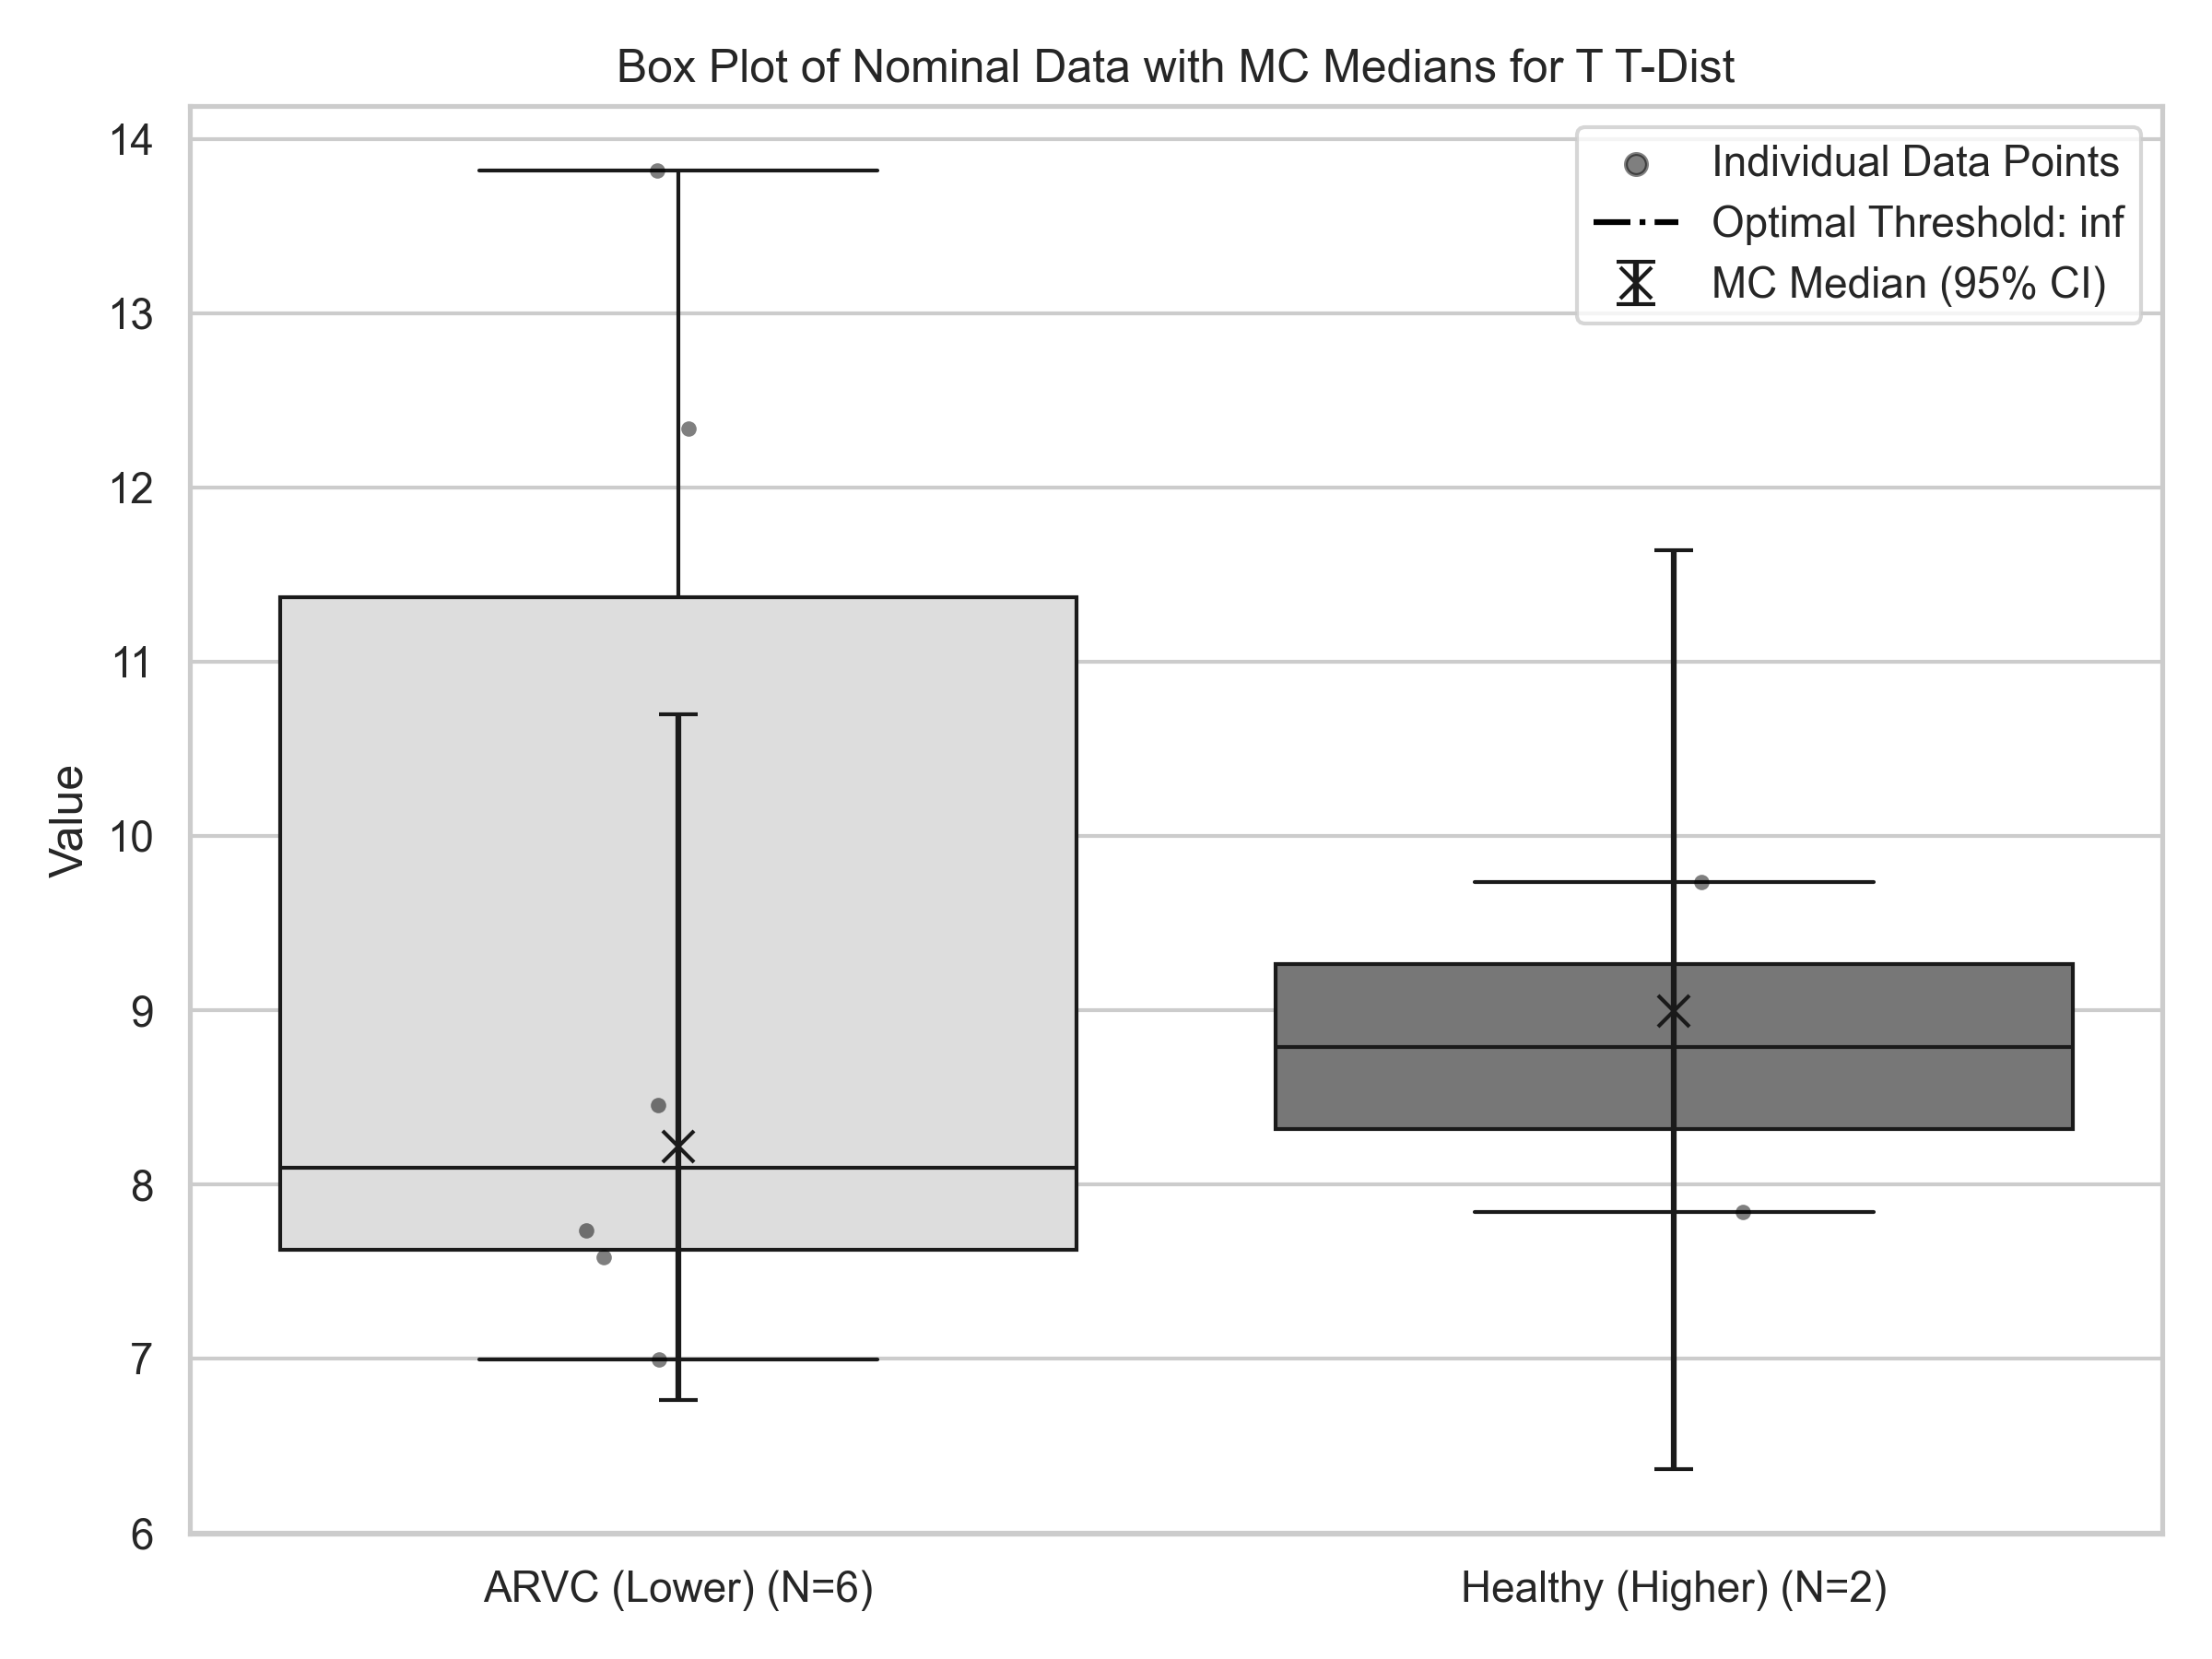 Box Plot of Nominal Data with MC Medians for T T-Dist
14
13
12
11
10
9
8
7
6
Value
Individual Data Points
Optimal Threshold: inf
MC Median (95% CI)
ARVC (Lower) (N=6)
Healthy (Higher) (N=2)